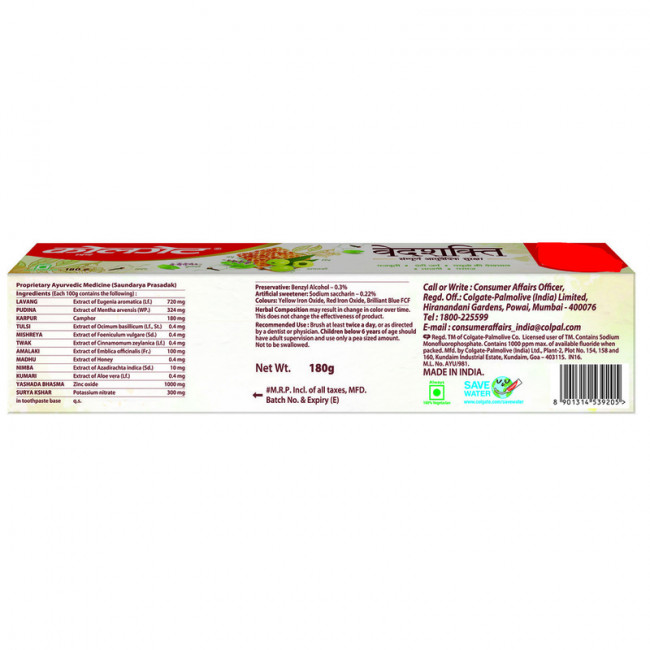 कोलगेट®
वेदशक्ति
संपूर्ण आयुर्वेदिक सुरक्षा
180 g
Proprietary Ayurvedic Medicine (Saundarya Prasadak)
Ingredients (Each 100g contains the following) :
LAVANG Extract of Eugenia aromatica (Lf.) 720 mg
PUDINA Extract of Mentha arvensis (WP.) 324 mg
KARPUR Camphor 180 mg
TULSI Extract of Ocimum basillicum (Lf., St.) 0.4 mg
MISHREYA Extract of Foeniculum vulgare (Sd.) 0.4 mg
TWAK Extract of Cinnamomum zeylanica (Lf.) 0.4 mg
AMALAKI Extract of Emblica officinalis (Fr.) 100 mg
MADHU Extract of Honey 0.4 mg
NIMBA Extract of Azadirachta indica (Sd.) 10 mg
KUMARI Extract of Aloe vera (Lf.) 0.4 mg
YASHADA BHASMA Zinc oxide 1000 mg
SURYA KSHAR Potassium nitrate 300 mg
in toothpaste base q.s.
Preservative: Benzyl Alcohol – 0.3%
Artificial sweetener: Sodium saccharin – 0.22%
Colours: Yellow Iron Oxide, Red Iron Oxide, Brilliant Blue FCF
Herbal Composition may result in change in color over time.
This does not change the effectiveness of product.
Recommended Use : Brush at least twice a day, or as directed
by a dentist or physician. Children below 6 years of age should
have adult supervision and use only a pea sized amount.
Not to be swallowed.
Net Wt. 180g
#M.R.P. Incl. of all taxes, MFD.
Batch No. & Expiry (E)
Call or Write : Consumer Affairs Officer,
Regd. Off.: Colgate-Palmolive (India) Limited,
Hiranandani Gardens, Powai, Mumbai - 400076
Tel : 1800-225599
E-mail : consumeraffairs_india@colpal.com
Regd. TM of Colgate-Palmolive Co. Licensed user of TM. Contains Sodium
Monofluorophosphate. Contains 1000 ppm max. of available fluoride when
packed. Mfd. by Colgate-Palmolive (India) Ltd., Plant-2, Plot No. 154, 158 and
160, Kundaim Industrial Estate, Kundaim, Goa — 403115. IN16.
M.L. No. AYU/981.
MADE IN INDIA.
SAVE
WATER
www.colgate.com/savewater
8 901314 539205 >